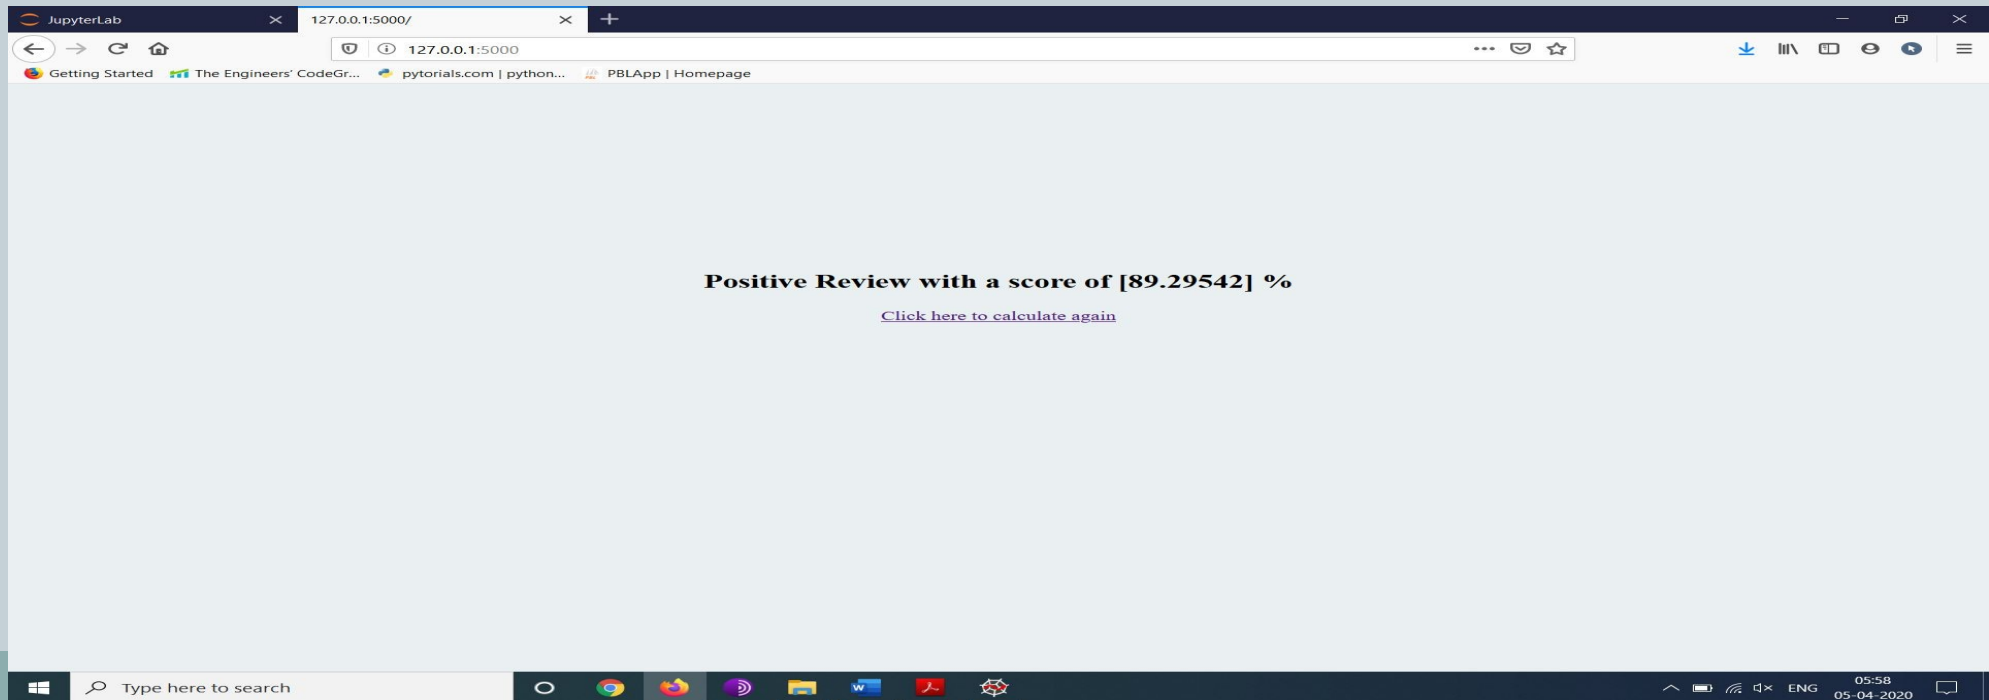 JupyterLab
127.0.0.1:5000/
127.0.0.1:5000
Getting Started The Engineers' CodeGr... pytorials.com | python... PBLApp | Homepage
Positive Review with a score of [89.29542] %
Click here to calculate again
Type here to search
ENG
05:58
05-04-2020